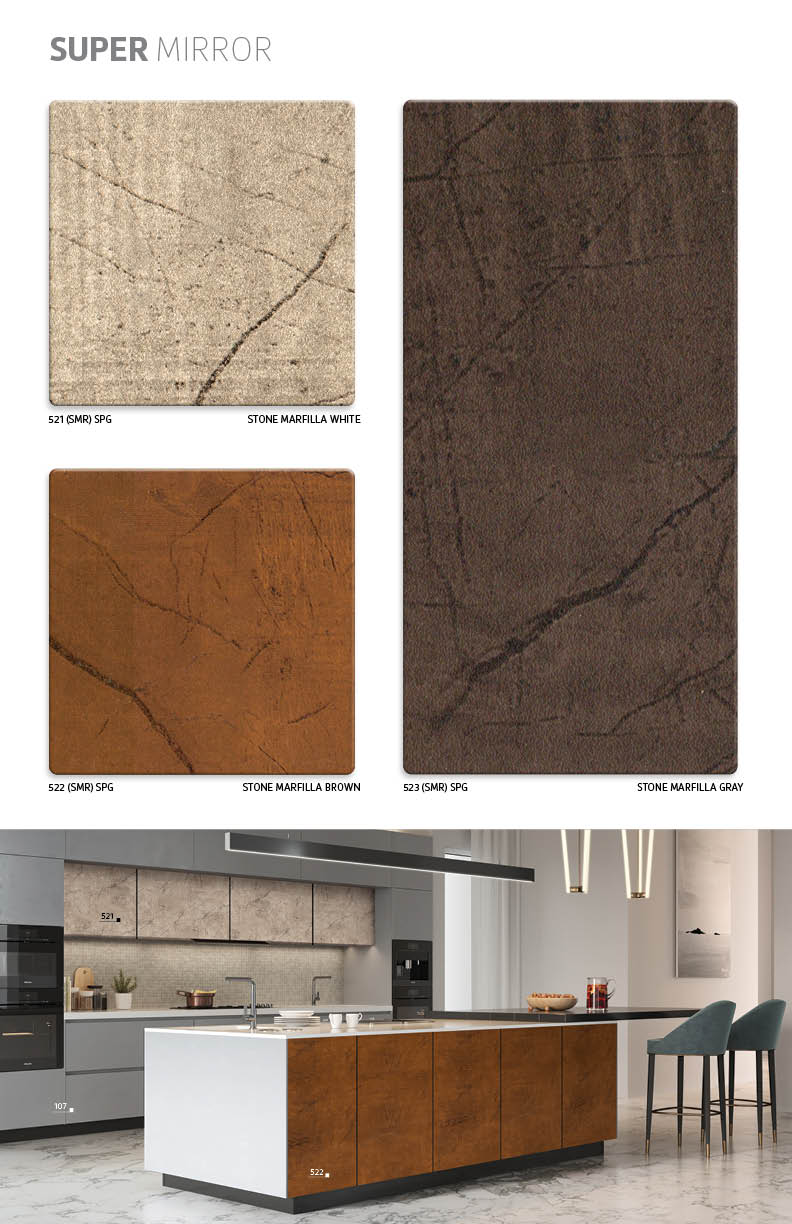 SUPER MIRROR
521 (SMR) SPG STONE MARFILLA WHITE
522 (SMR) SPG STONE MARFILLA BROWN
523 (SMR) SPG STONE MARFILLA GRAY
521
107
522